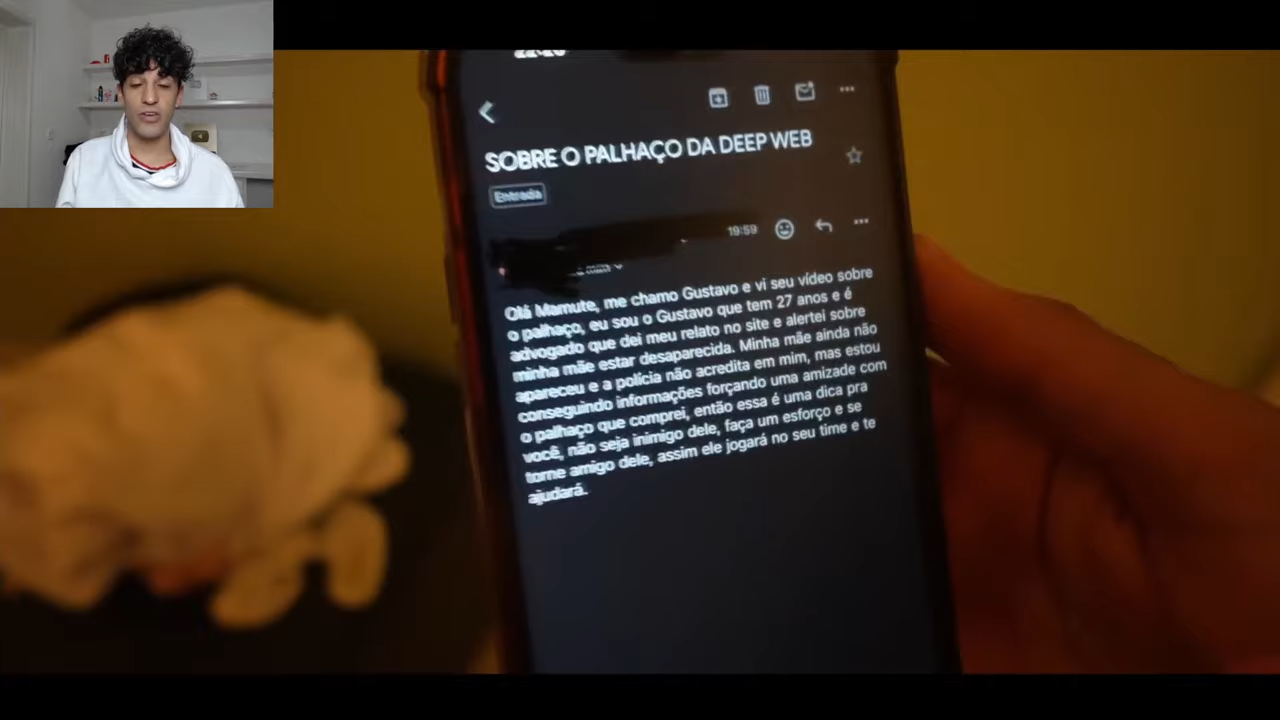 SOBRE O PALHAÇO DA DEEP WEB
Entrada
19:59
Olá Mamute, me chamo Gustavo e vi seu vídeo sobre
o palhaço, eu sou o Gustavo que tem 27 anos e é
advogado que dei meu relato no site e alertei sobre
minha mãe estar desaparecida. Minha mãe ainda não
apareceu e a polícia não acredita em mim, mas estou
conseguindo informações forçando uma amizade com
o palhaço que comprei, então essa é uma dica pra
você, não seja inimigo dele, faça um esforço e se
torne amigo dele, assim ele jogará no seu time e te
ajudará.